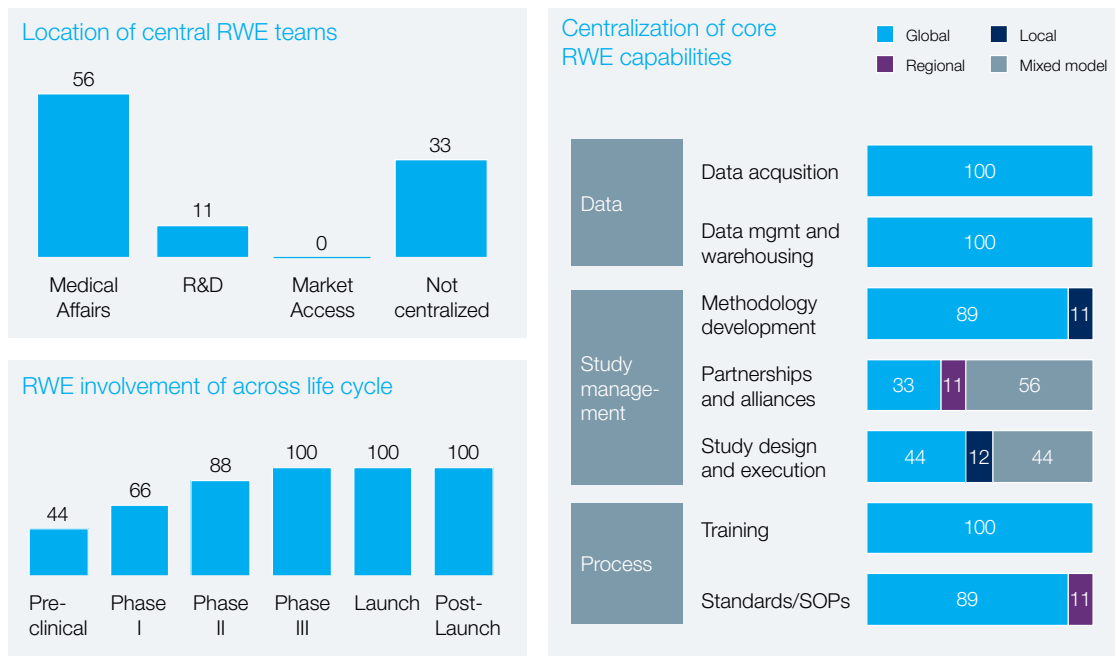 Location of central RWE teams
56
11
0
33
Medical
Affairs
R&D
Market
Access
Not
centralized
RWE involvement of across life cycle
44
66
88
100
100
100
Pre-
clinical
Phase
I
Phase
II
Phase
III
Launch
Post-
Launch
Centralization of core
RWE capabilities
Global
Local
Regional
Mixed model
Data
Data acqusition
100
Data mgmt and
warehousing
100
Study
manage-
ment
Methodology
development
89 11
Partnerships
and alliances
33 11 56
Study design
and execution
44 12 44
Process
Training
100
Standards/SOPs
89 11